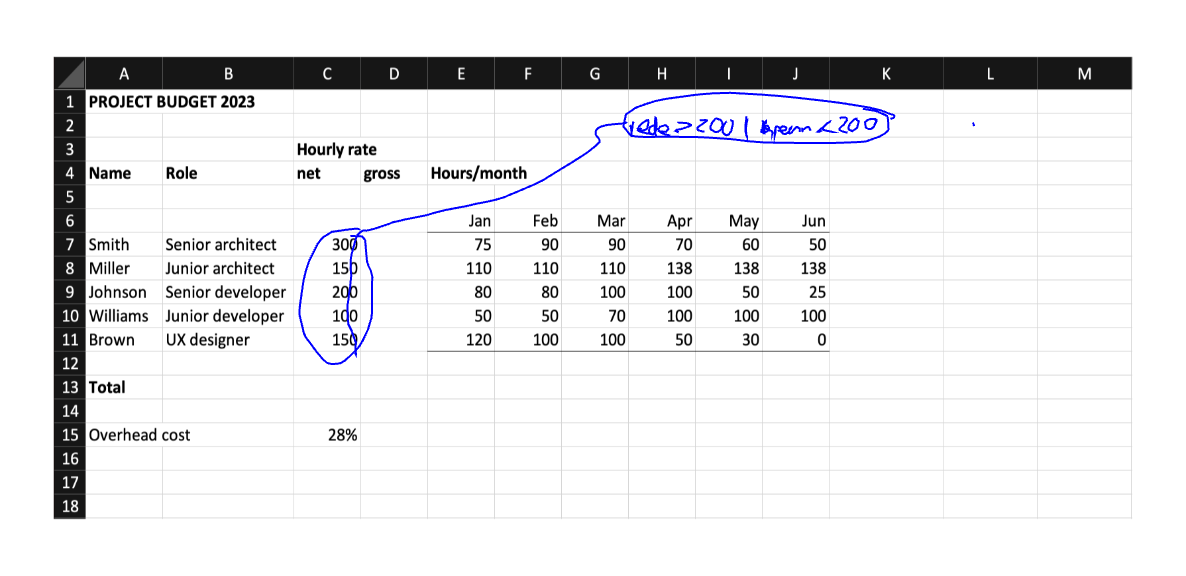 A B C D E F G H I J K L M
1 PROJECT BUDGET 2023
2 >200 | <200
3 Hourly rate
4 Name Role net gross Hours/month
5
6 Jan Feb Mar Apr May Jun
7 Smith Senior architect 300 75 90 90 70 60 50
8 Miller Junior architect 150 110 110 110 138 138 138
9 Johnson Senior developer 200 80 80 100 100 50 25
10 Williams Junior developer 100 50 50 70 100 100 100
11 Brown UX designer 150 120 100 100 50 30 0
12
13 Total
14
15 Overhead cost 28%
16
17
18